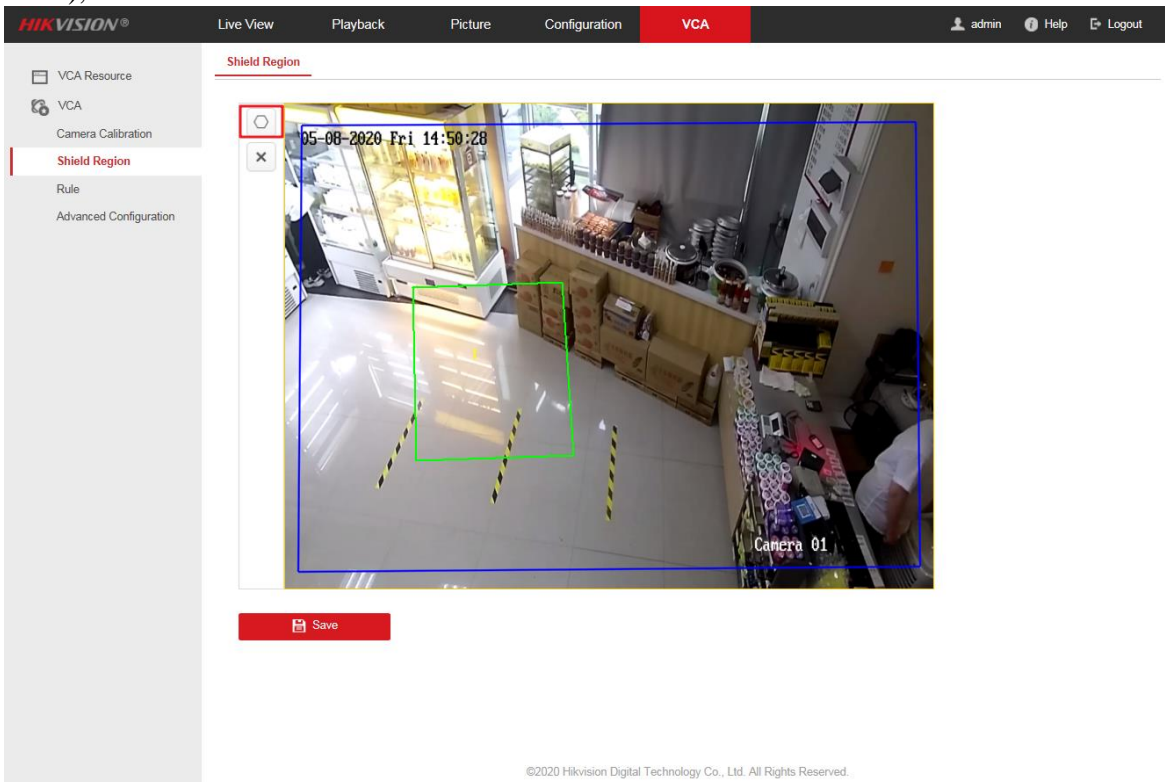 HIKVISION®
Live View
Playback
Picture
Configuration
VCA
admin
Help
Logout
VCA Resource
VCA
Camera Calibration
Shield Region
Rule
Advanced Configuration
Shield Region
05-08-2020 Fri 14:50:28
1
Camera 01
Save
©2020 Hikvision Digital Technology Co., Ltd. All Rights Reserved.